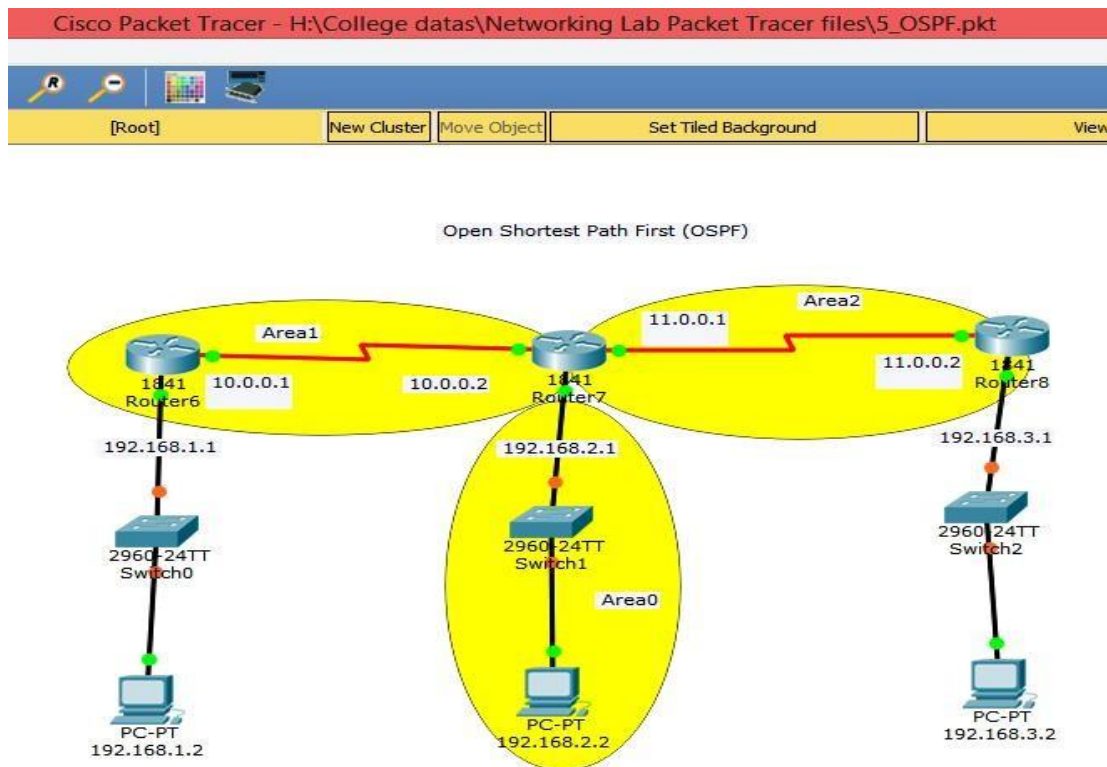 Cisco Packet Tracer - H:\College datas\Networking Lab Packet Tracer files\5_OSPF.pkt
R
[Root]
New Cluster
Move Object
Set Tiled Background
View
Open Shortest Path First (OSPF)
Area1
Area2
11.0.0.1
11.0.0.2
10.0.0.1
10.0.0.2
1841
Router6
1841
Router7
1841
Router8
192.168.1.1
192.168.2.1
192.168.3.1
2960-24TT
Switch0
2960-24TT
Switch1
2960-24TT
Switch2
Area0
PC-PT
192.168.1.2
PC-PT
192.168.2.2
PC-PT
192.168.3.2